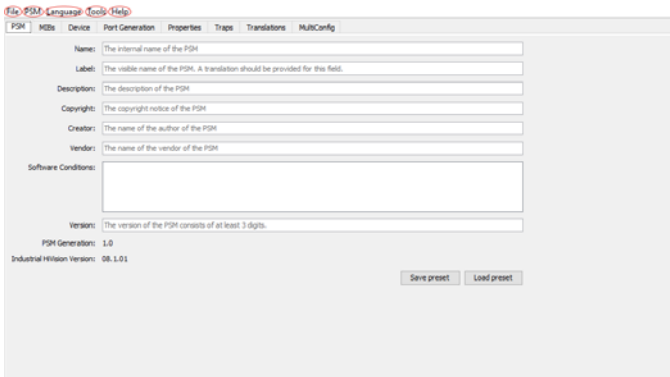 File PSM Language Tools Help
PSM MIBs Device Port Generation Properties Traps Translations MultiConfig
Name: The internal name of the PSM
Label: The visible name of the PSM. A translation should be provided for this field.
Description: The description of the PSM
Copyright: The copyright notice of the PSM
Creator: The name of the author of the PSM
Vendor: The name of the vendor of the PSM
Software Conditions:
Version: The version of the PSM consists of at least 3 digits.
PSM Generation: 1.0
Industrial HiVision Version: 08.1.01
Save preset Load preset